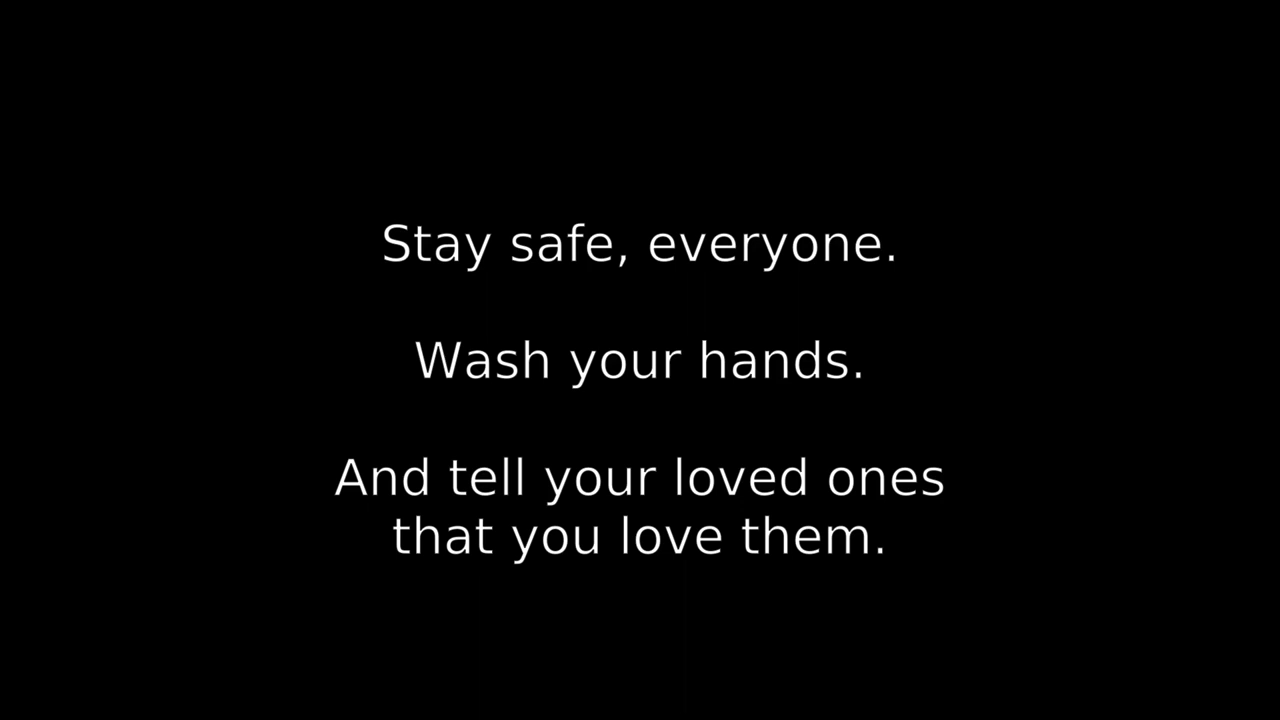 Stay safe, everyone.
Wash your hands.
And tell your loved ones
that you love them.